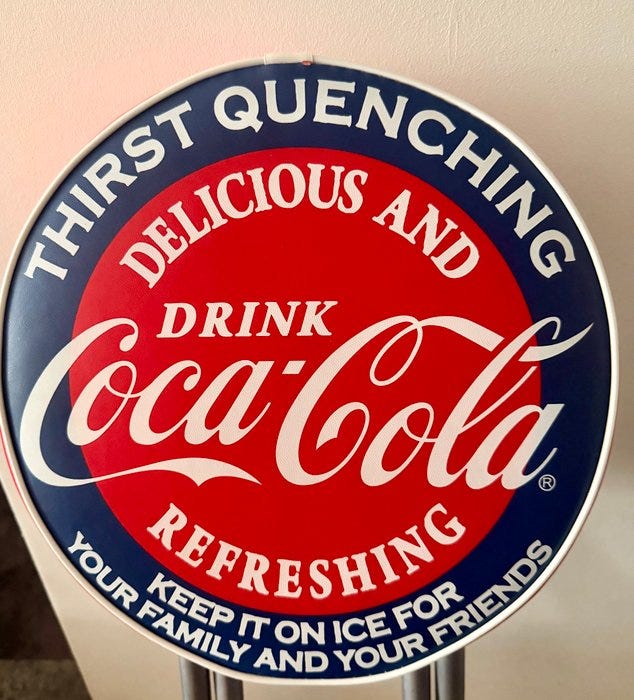 THIRST QUENCHING
DELICIOUS AND
DRINK
Coca-Cola®
REFRESHING
KEEP IT ON ICE FOR
YOUR FAMILY AND YOUR FRIENDS